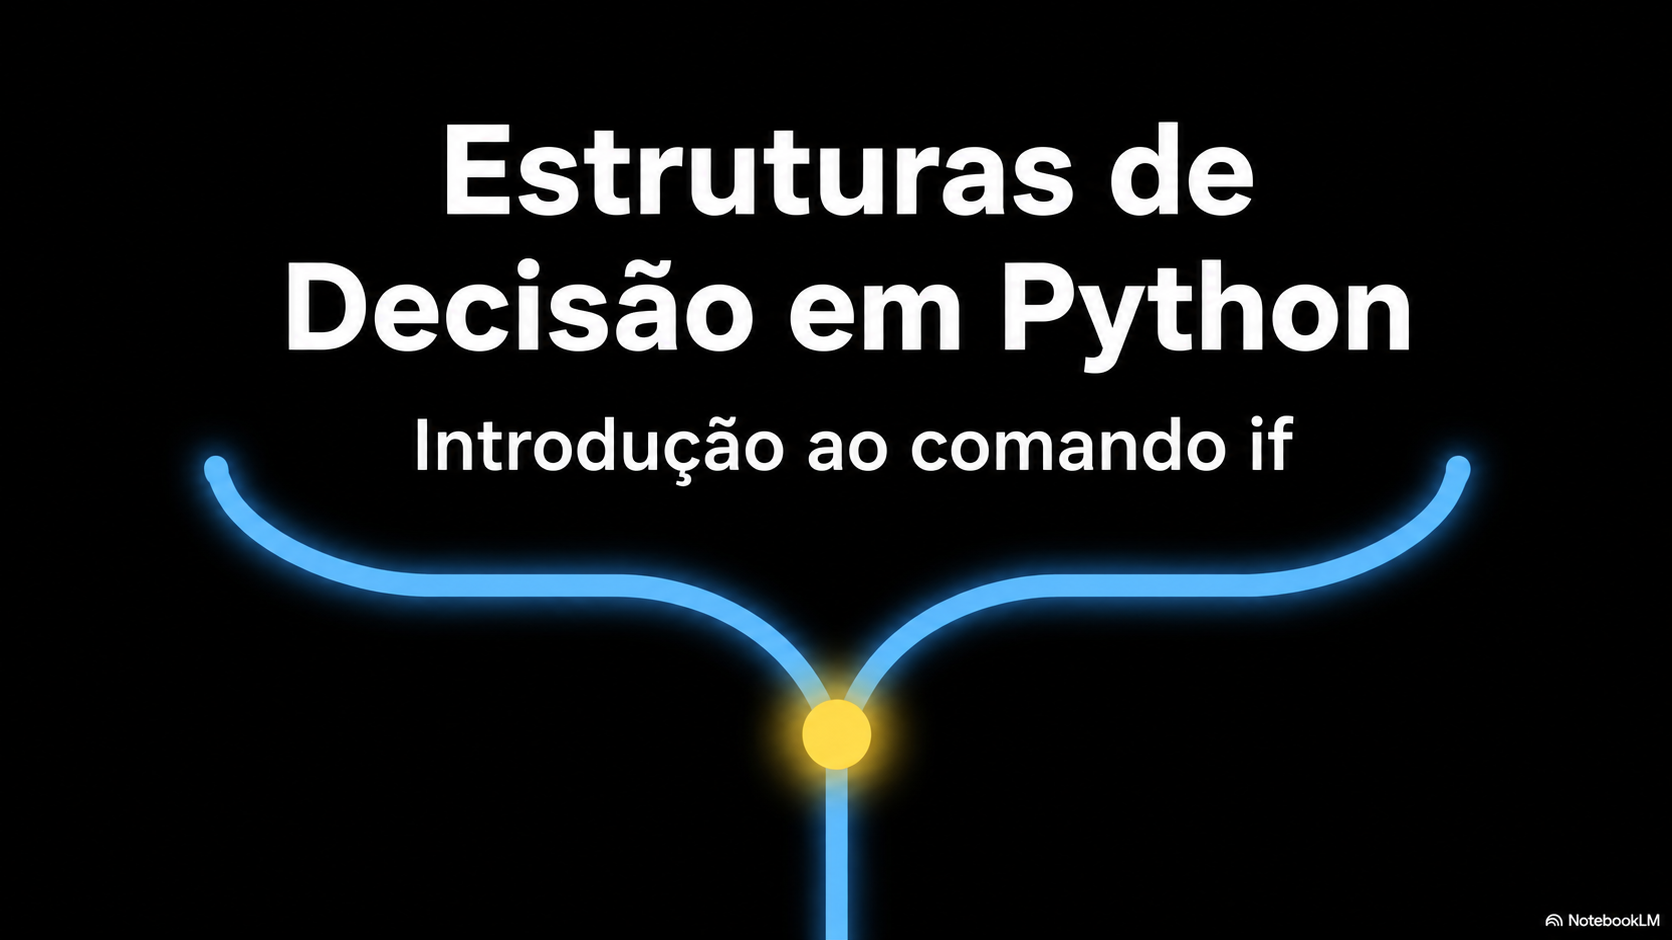 Estruturas de
Decisão em Python
Introdução ao comando if
NotebookLM